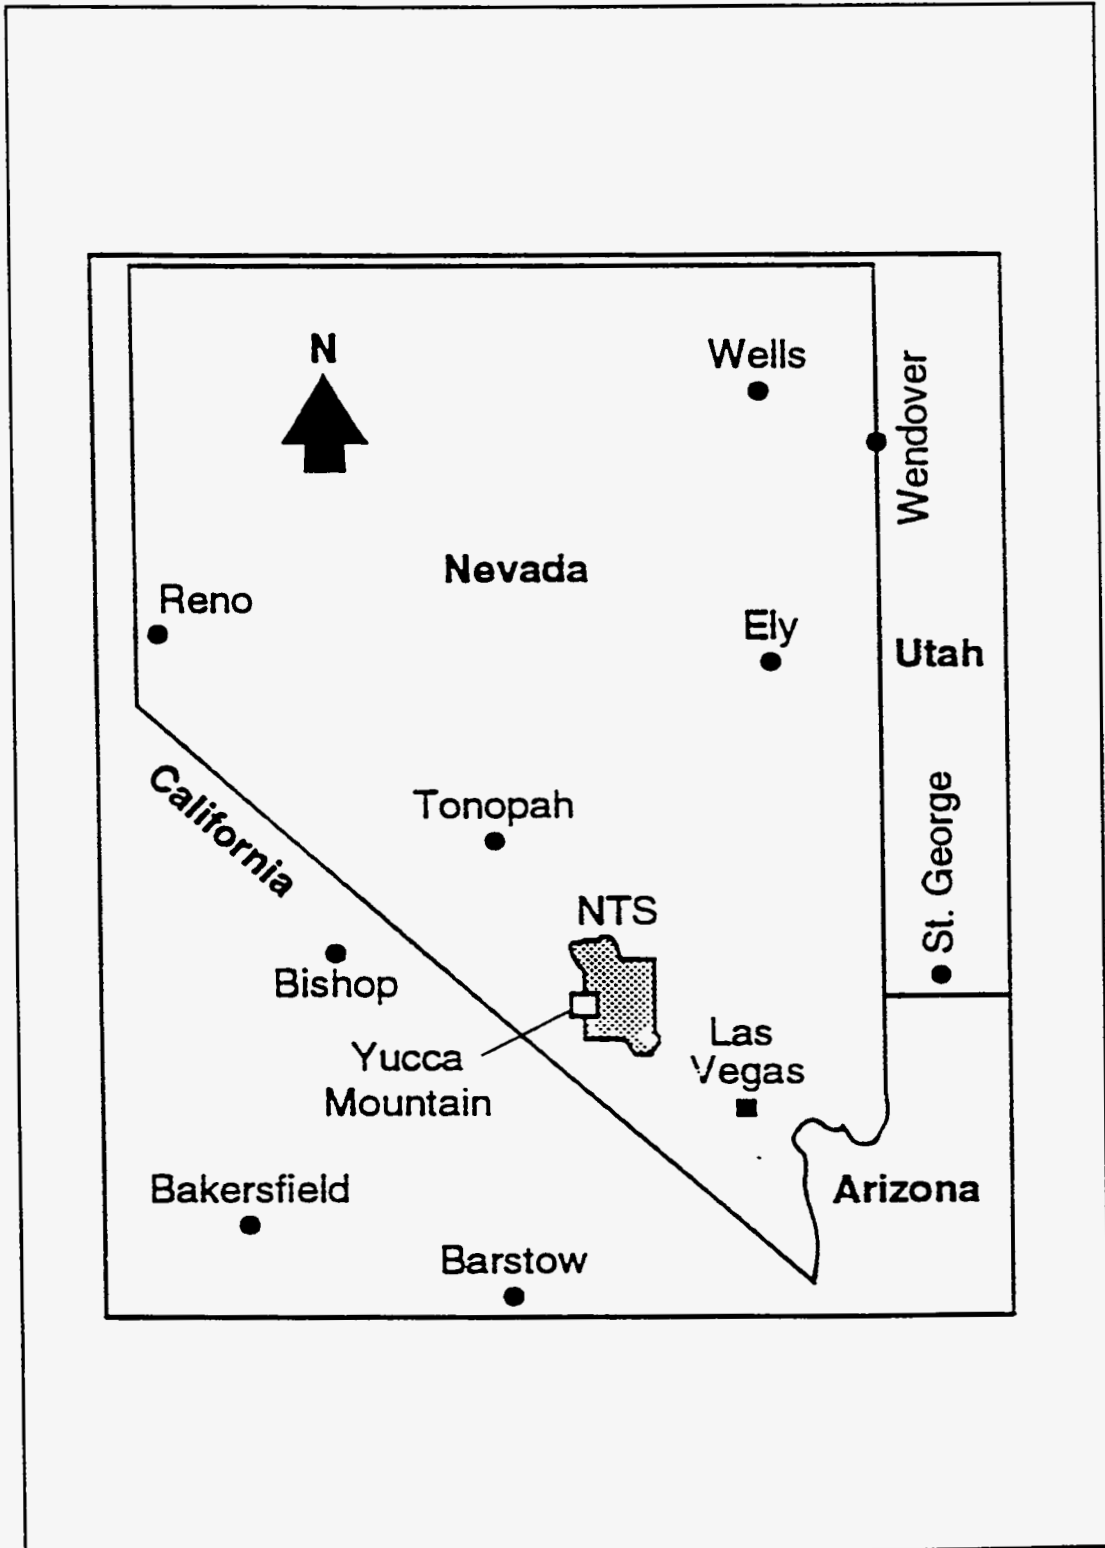 N
Wells
Wendover
Nevada
Reno
Ely
Utah
California
Tonopah
St. George
NTS
Bishop
Las
Vegas
Yucca
Mountain
Bakersfield
Arizona
Barstow